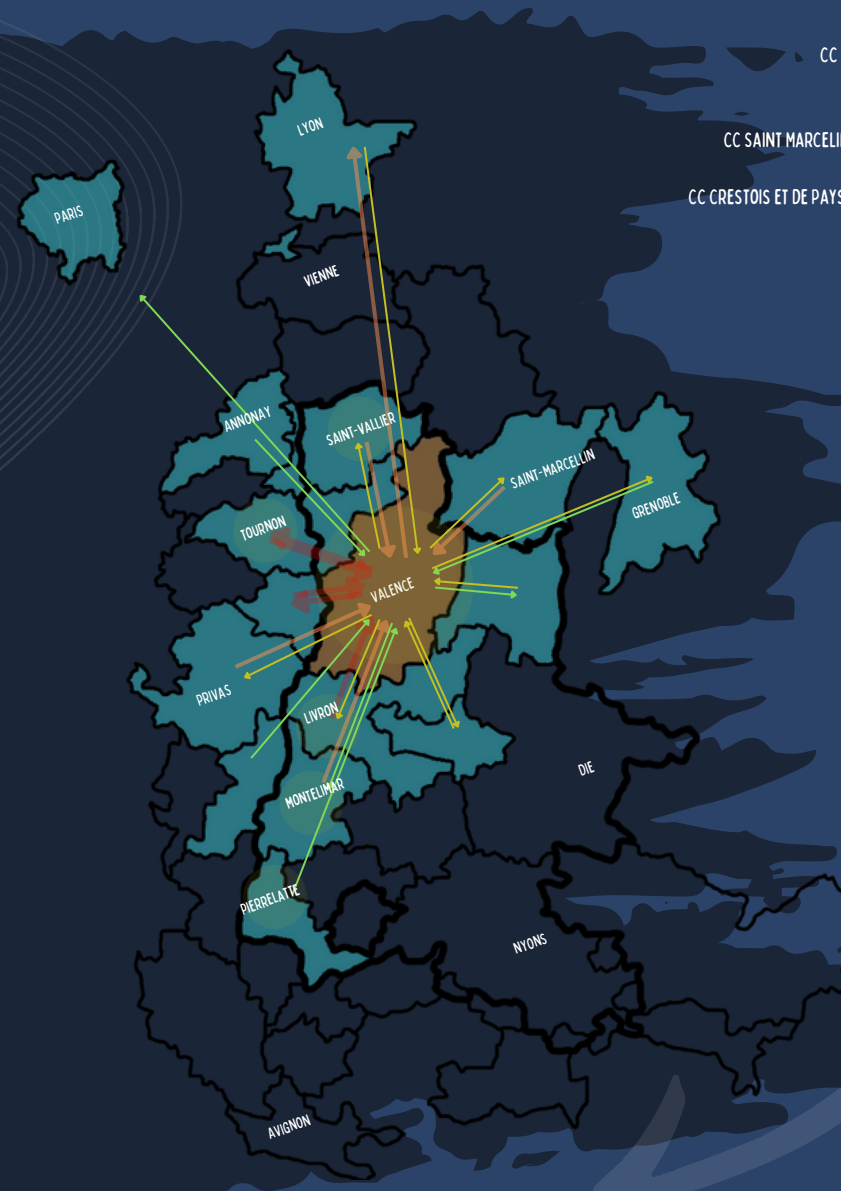 CC
LYON
CC SAINT MARCELLI
CC CRESTOIS ET DE PAYS
PARIS
VIENNE
ANNONAY
SAINT-VALLIER
SAINT-MARCELLIN
GRENOBLE
TOURNON
VALENCE
PRIVAS
LIVRON
DIE
MONTELIMAR
PIERRELATTE
NYONS
AVIGNON